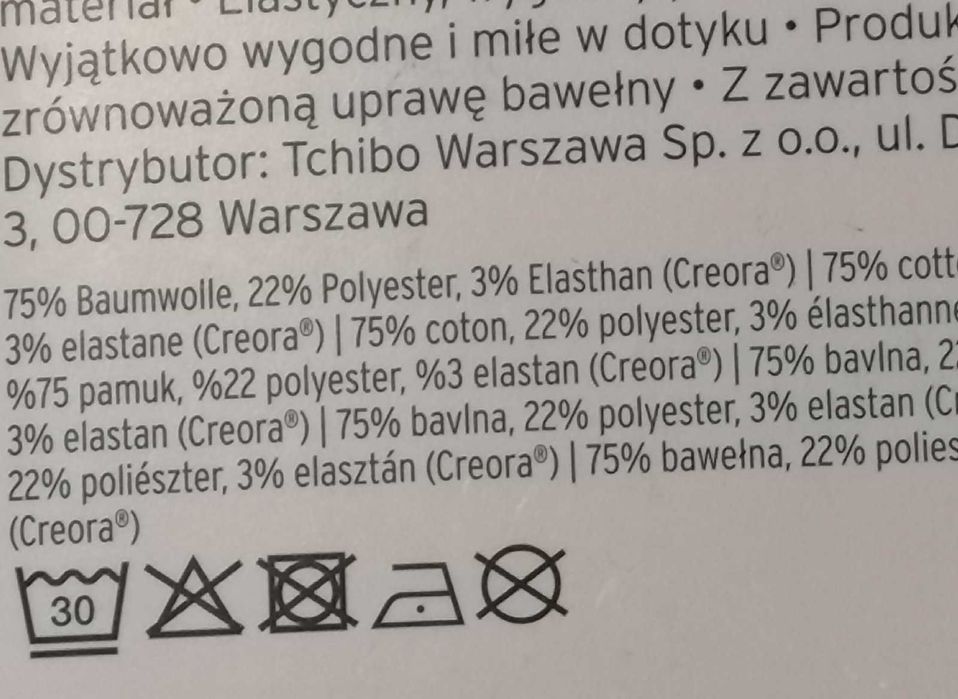 materiał •
Wyjątkowo wygodne i miłe w dotyku • Produk
zrównoważoną uprawę bawełny • Z zawartoś
Dystrybutor: Tchibo Warszawa Sp. z o.o., ul. D
3, 00-728 Warszawa
75% Baumwolle, 22% Polyester, 3% Elasthan (Creora®) | 75% cott
3% elastane (Creora®) | 75% coton, 22% polyester, 3% élasthanne
%75 pamuk, %22 polyester, %3 elastan (Creora®) | 75% bavlna, 2
3% elastan (Creora®) | 75% bavlna, 22% polyester, 3% elastan (Cr
22% poliészter, 3% elasztán (Creora®) | 75% bawełna, 22% polies
(Creora®)
30